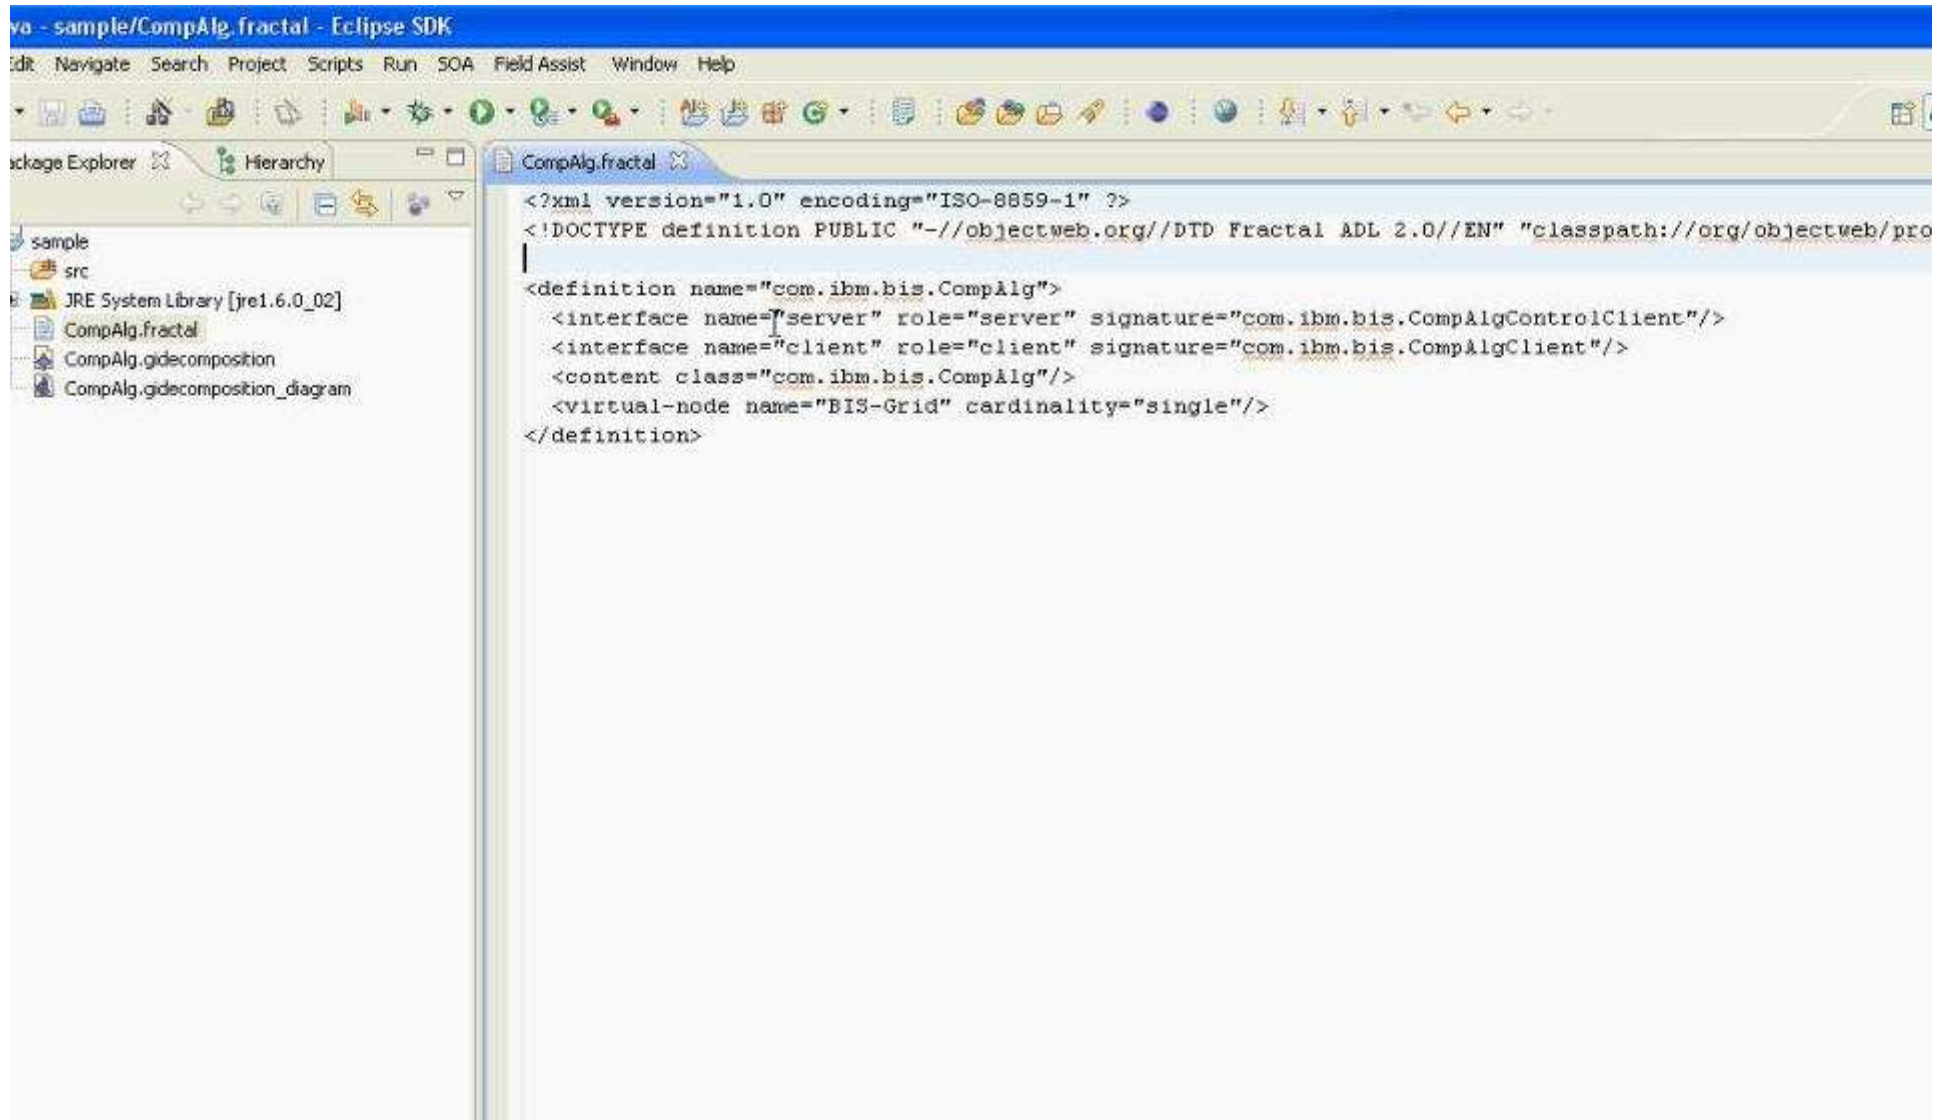 va - sample/CompAlg.fractal - Eclipse SDK
dit Navigate Search Project Scripts Run SOA Field Assist Window Help
ackage Explorer Hierarchy
CompAlg.fractal
sample
src
JRE System Library [jre1.6.0_02]
CompAlg.fractal
CompAlg.gidecomposition
CompAlg.gidecomposition_diagram
<?xml version="1.0" encoding="ISO-8859-1" ?>
<!DOCTYPE definition PUBLIC "-//objectweb.org//DTD Fractal ADL 2.0//EN" "classpath://org/objectweb/pro
<definition name="com.ibm.bis.CompAlg">
<interface name="server" role="server" signature="com.ibm.bis.CompAlgControlClient"/>
<interface name="client" role="client" signature="com.ibm.bis.CompAlgClient"/>
<content class="com.ibm.bis.CompAlg"/>
<virtual-node name="BIS-Grid" cardinality="single"/>
</definition>